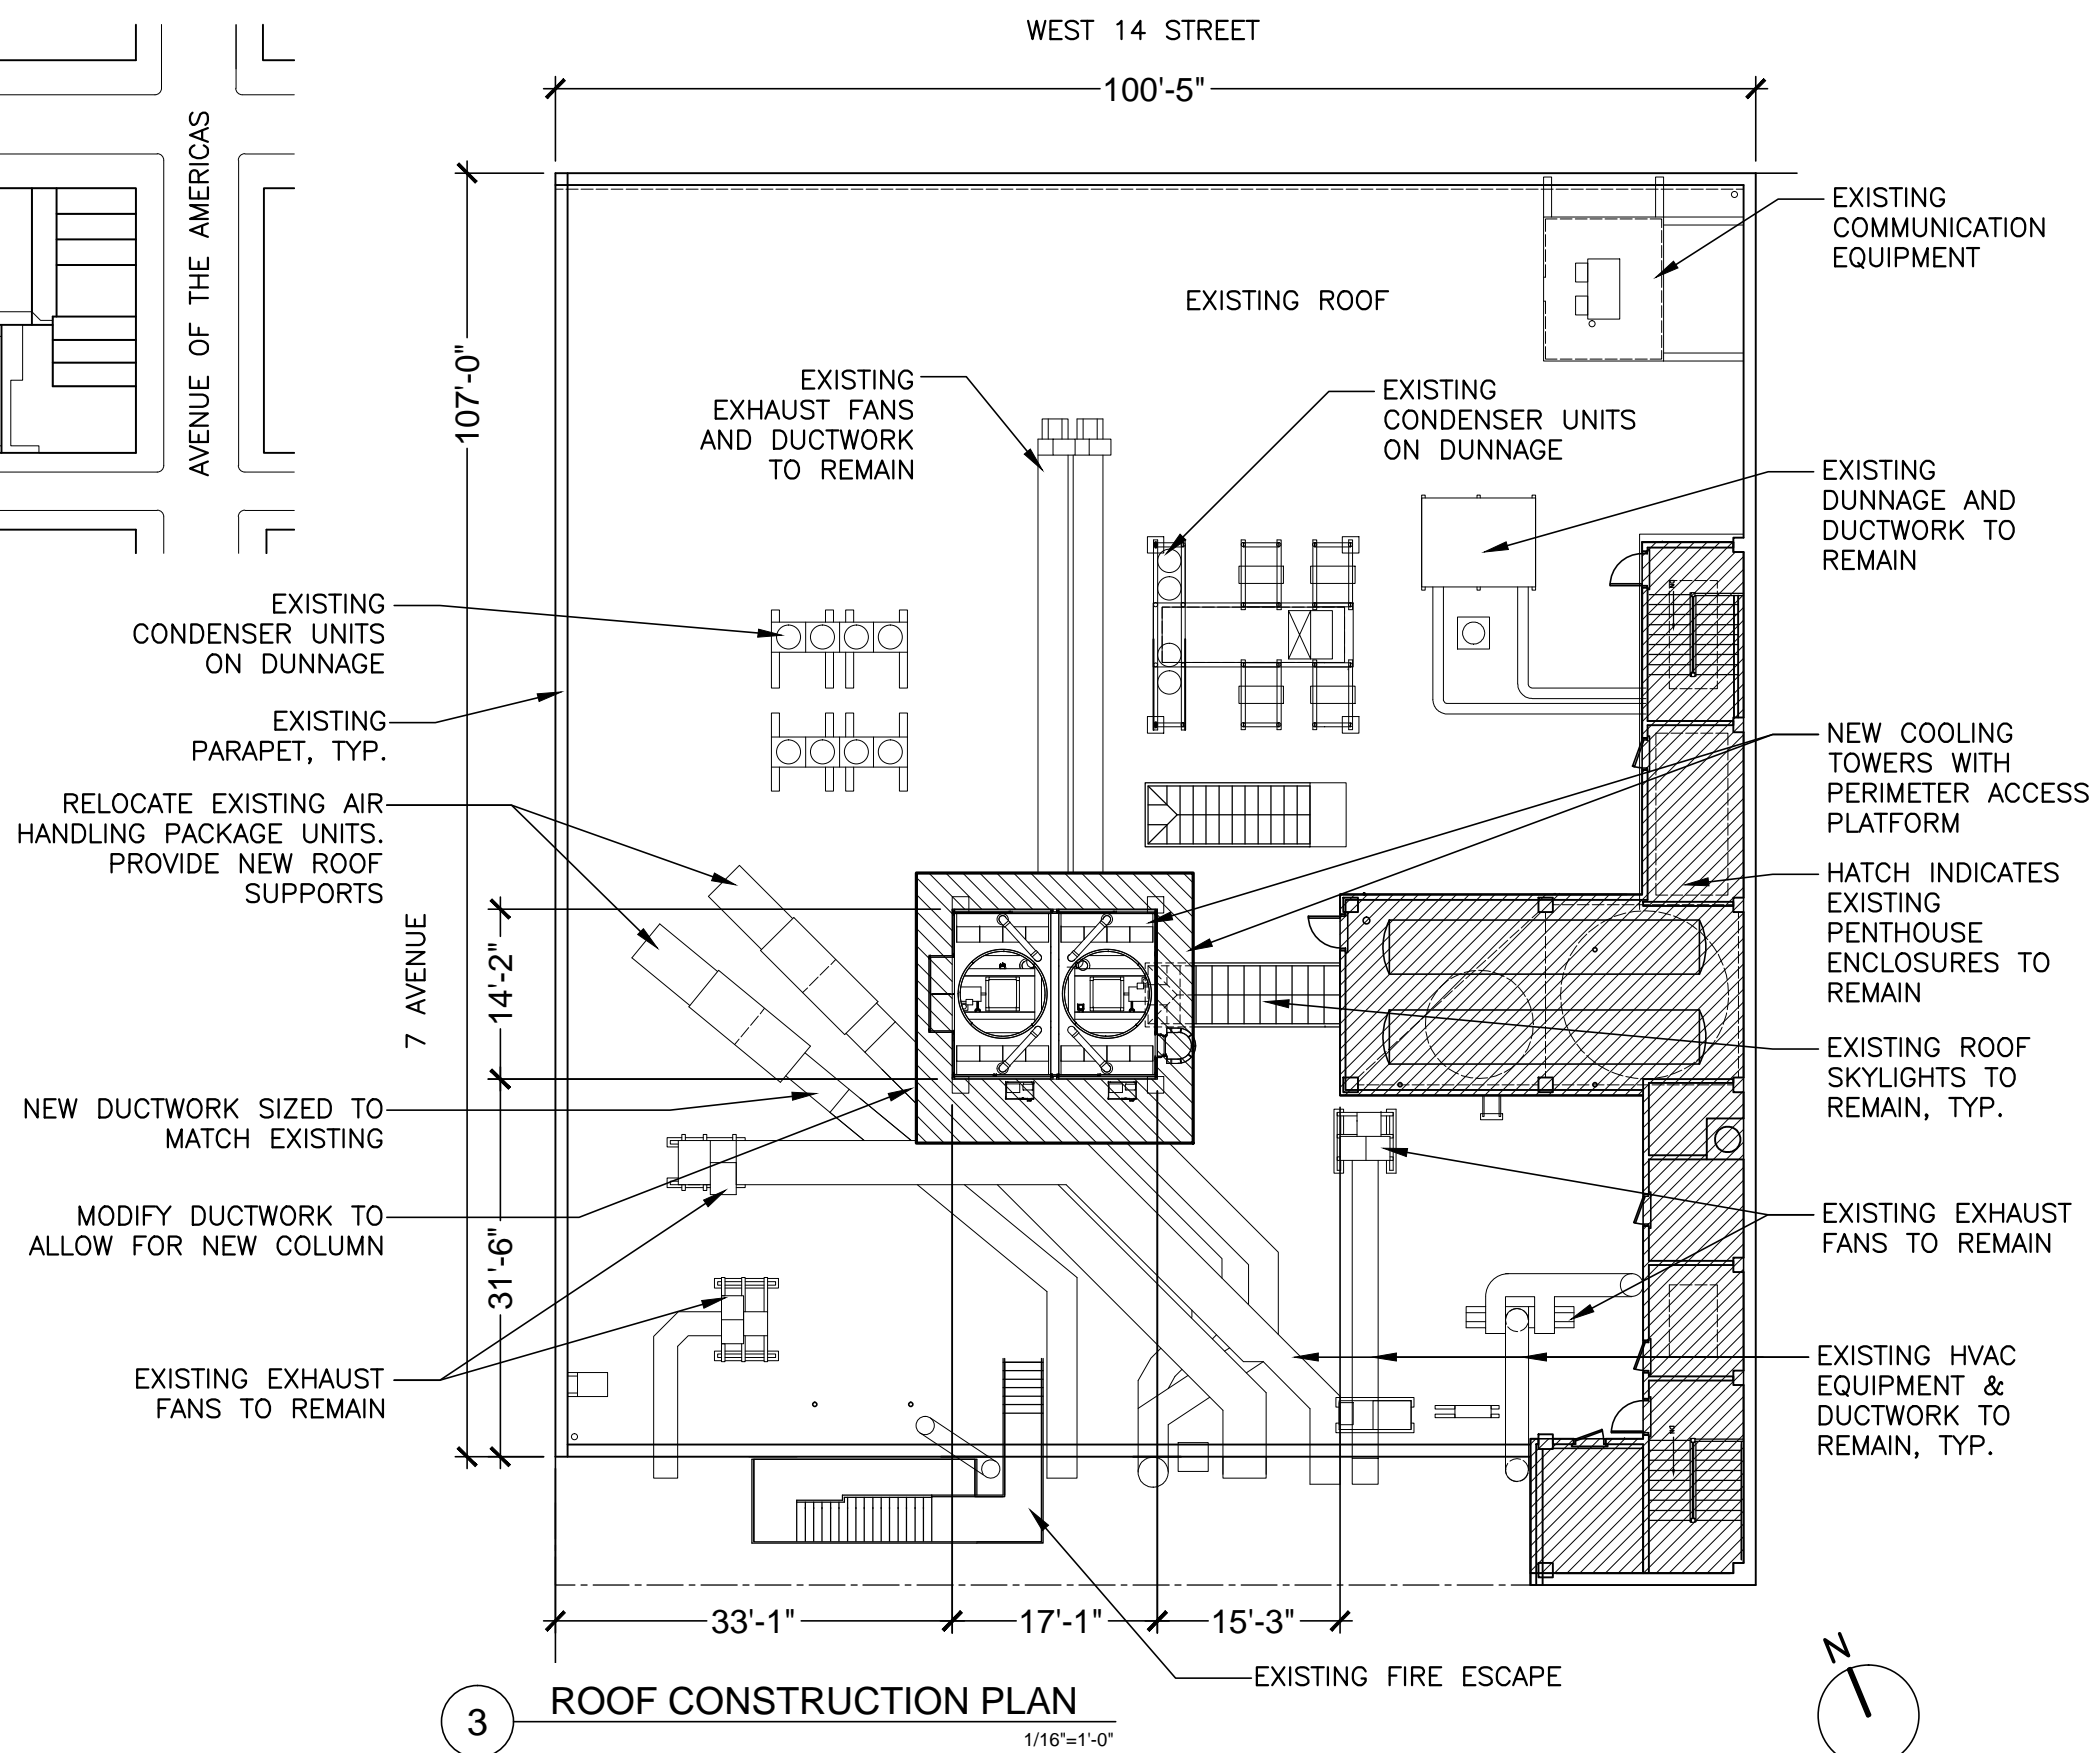 WEST 14 STREET
100'-5"
AVENUE OF THE AMERICAS
107'-0"
EXISTING
COMMUNICATION
EQUIPMENT
EXISTING ROOF
EXISTING
EXHAUST FANS
AND DUCTWORK
TO REMAIN
EXISTING
CONDENSER UNITS
ON DUNNAGE
EXISTING
DUNNAGE AND
DUCTWORK TO
REMAIN
EXISTING
CONDENSER UNITS
ON DUNNAGE
EXISTING
PARAPET, TYP.
RELOCATE EXISTING AIR
HANDLING PACKAGE UNITS.
PROVIDE NEW ROOF
SUPPORTS
NEW COOLING
TOWERS WITH
PERIMETER ACCESS
PLATFORM
HATCH INDICATES
EXISTING
PENTHOUSE
ENCLOSURES TO
REMAIN
7 AVENUE
14'-2"
EXISTING ROOF
SKYLIGHTS TO
REMAIN, TYP.
NEW DUCTWORK SIZED TO
MATCH EXISTING
MODIFY DUCTWORK TO
ALLOW FOR NEW COLUMN
31'-6"
EXISTING EXHAUST
FANS TO REMAIN
EXISTING EXHAUST
FANS TO REMAIN
EXISTING HVAC
EQUIPMENT &
DUCTWORK TO
REMAIN, TYP.
33'-1"
17'-1"
15'-3"
EXISTING FIRE ESCAPE
N
3
ROOF CONSTRUCTION PLAN
1/16"=1'-0"